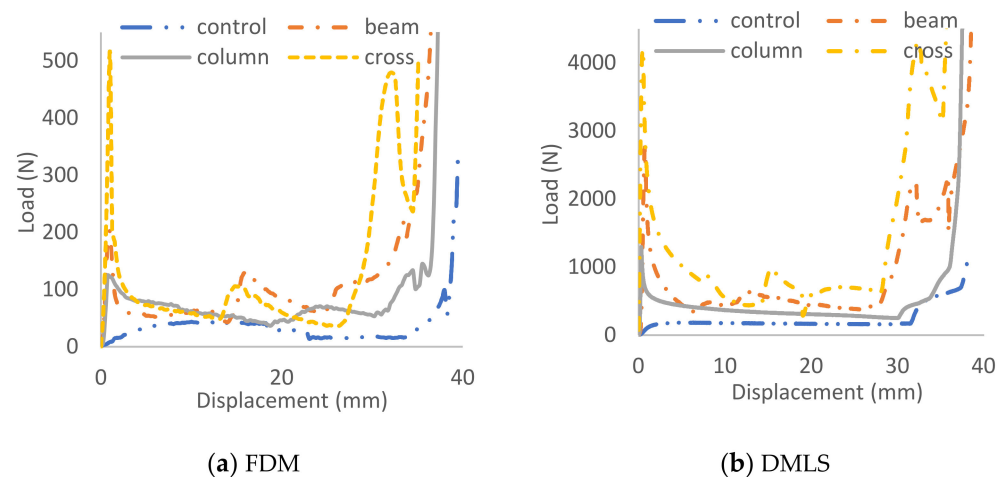 control
beam
column
cross
500
400
300
200
100
0
Load (N)
0
20
40
Displacement (mm)
(a) FDM
control
beam
column
cross
4000
3000
2000
1000
0
Load (N)
0
10
20
30
40
Displacement (mm)
(b) DMLS